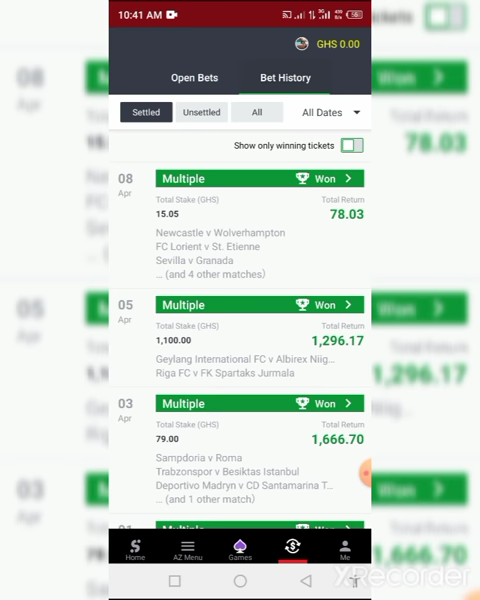 10:41 AM
GHS 0.00
Open Bets Bet History
Settled Unsettled All All Dates
Show only winning tickets
08 Multiple Won
Apr Total Stake (GHS) Total Return
15.05 78.03
Newcastle v Wolverhampton
FC Lorient v St. Etienne
Sevilla v Granada
... (and 4 other matches)
05 Multiple Won
Apr Total Stake (GHS) Total Return
1,100.00 1,296.17
Geylang International FC v Albirex Niig...
Riga FC v FK Spartaks Jurmala
03 Multiple Won
Apr Total Stake (GHS) Total Return
79.00 1,666.70
Sampdoria v Roma
Trabzonspor v Besiktas Istanbul
Deportivo Madryn v CD Santamarina T...
... (and 1 other match)
Home AZ Menu Games Me
XRecorder